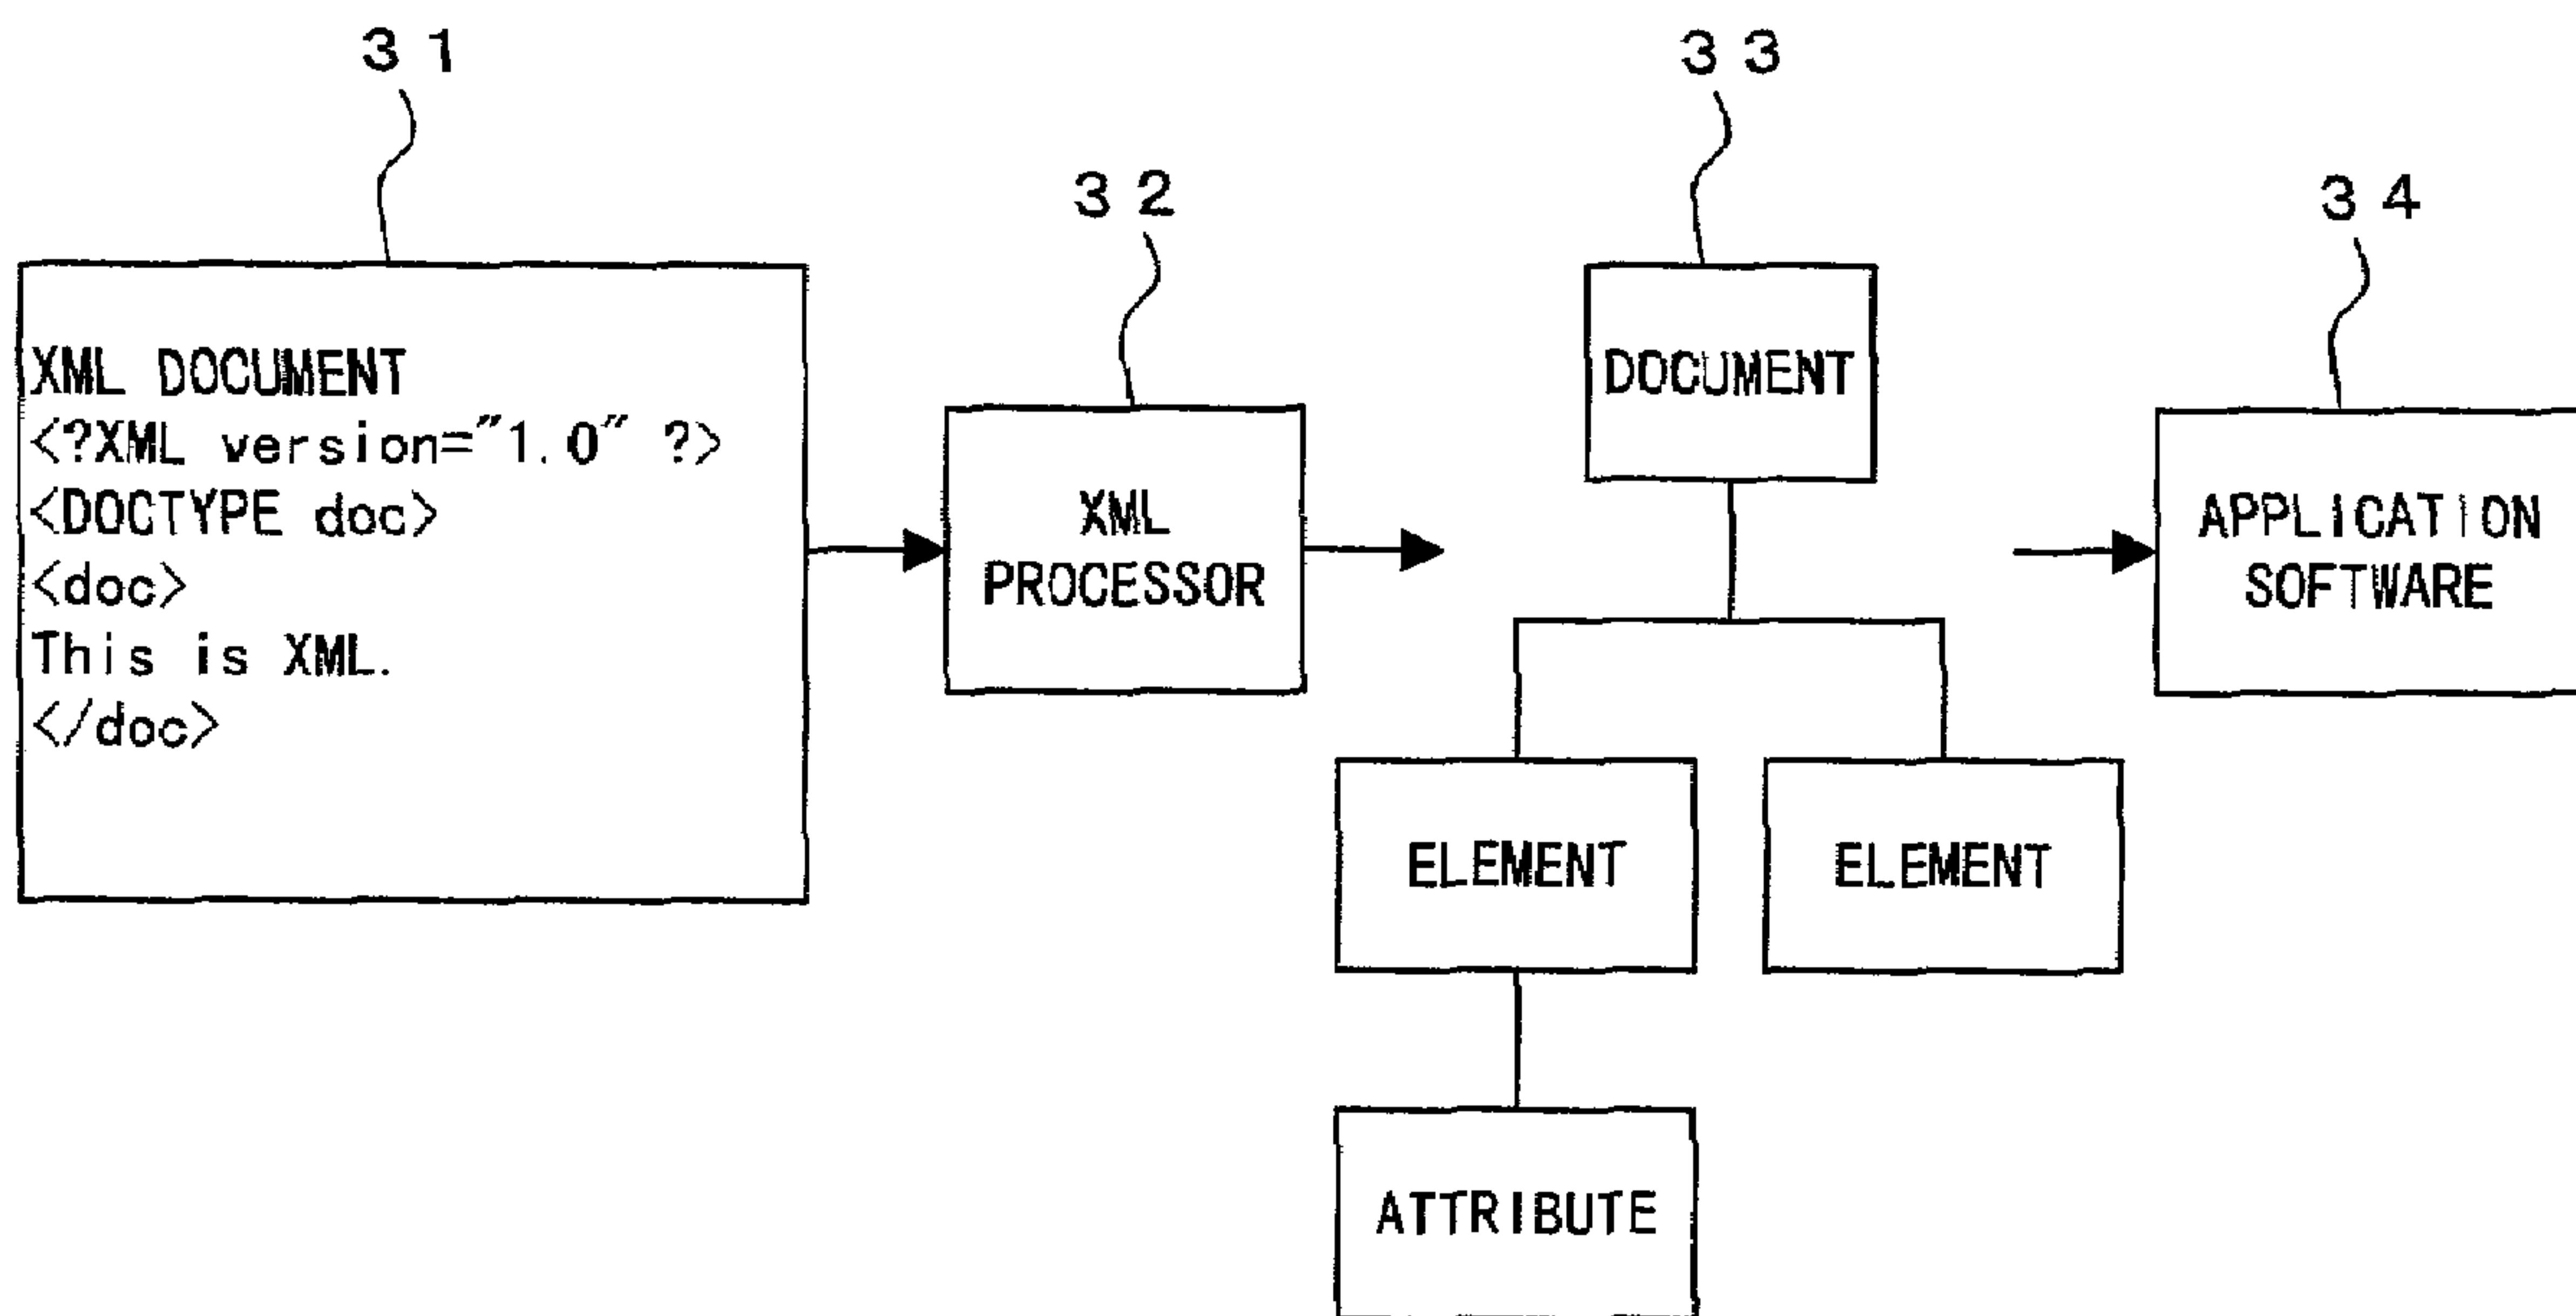 31
33
32
34
XML DOCUMENT
<?XML version="1.0" ?>
<DOCTYPE doc>
<doc>
This is XML.
</doc>
XML
PROCESSOR
DOCUMENT
APPLICATION
SOFTWARE
ELEMENT
ELEMENT
ATTRIBUTE